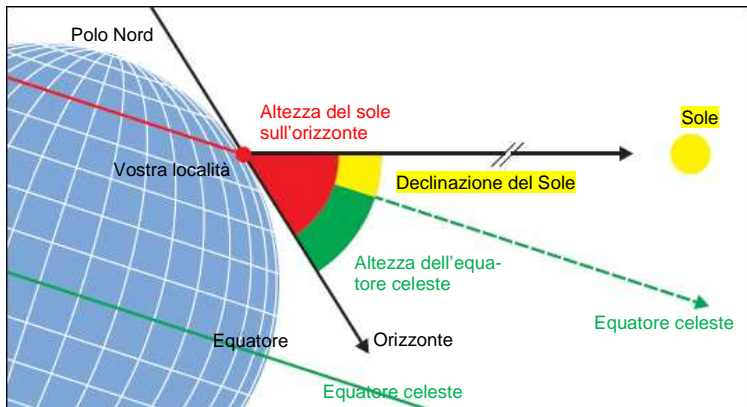 Polo Nord
Altezza del sole
sull'orizzonte
Sole
Vostra località
Declinazione del Sole
Altezza dell'equa-
tore celeste
Equatore celeste
Equatore
Orizzonte
Equatore celeste